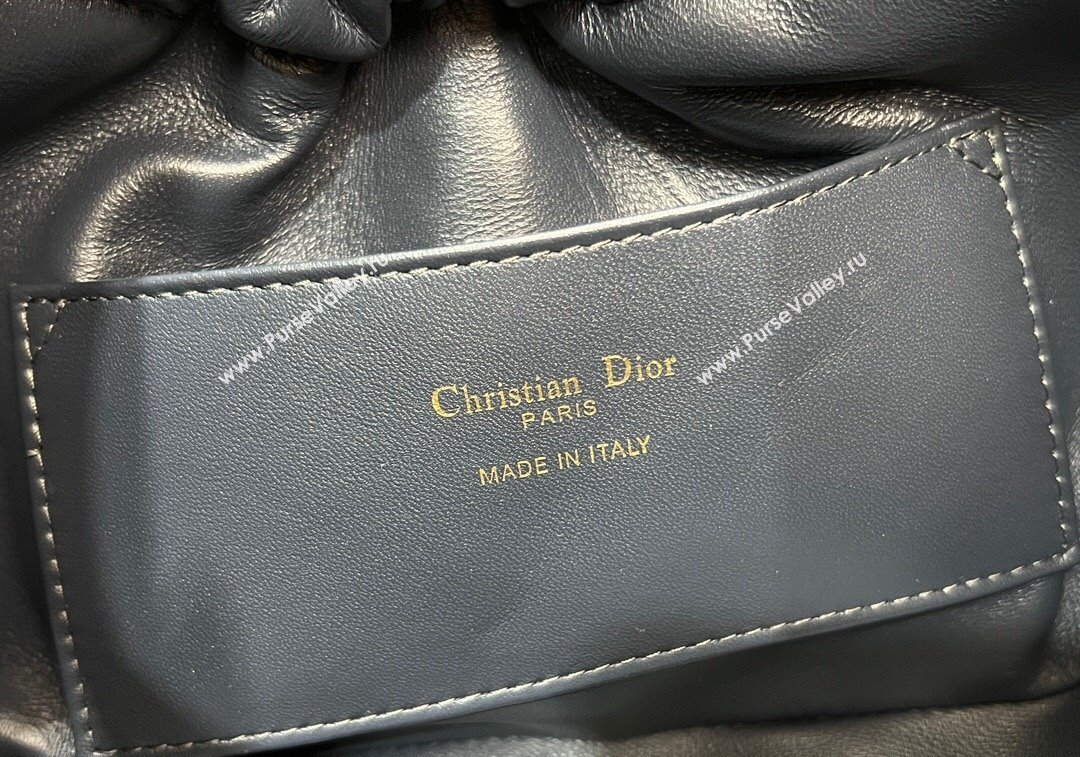 www.PurseValley.ru
www.PurseValley.ru
Christian Dior
PARIS
MADE IN ITALY